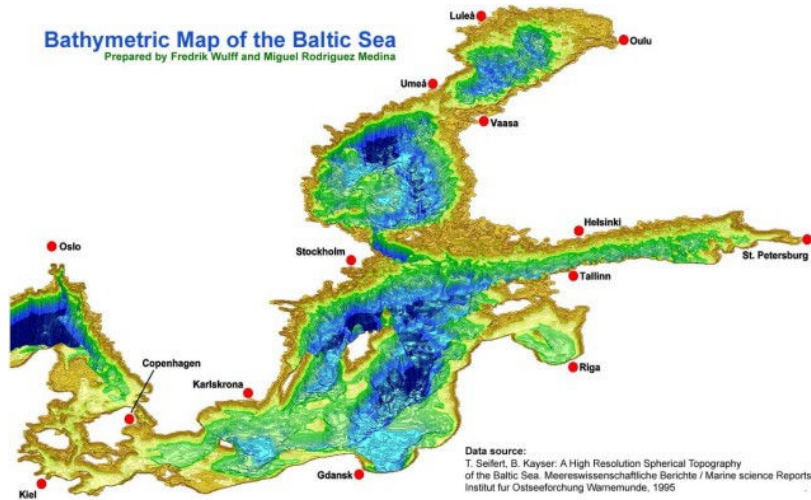 Bathymetric Map of the Baltic Sea
Prepared by Fredrik Wulff and Miguel Rodriguez Medina
Luleå
Oulu
Umeå
Vaasa
Helsinki
Oslo
Stockholm
St. Petersburg
Tallinn
Copenhagen
Karlskrona
Riga
Gdansk
Kiel
Data source:
T. Seifert, B. Kayser: A High Resolution Spherical Topography
of the Baltic Sea. Meereswissenschaftliche Berichte / Marine science Reports
Institut fur Ostseeforchung Warnemunde, 1995